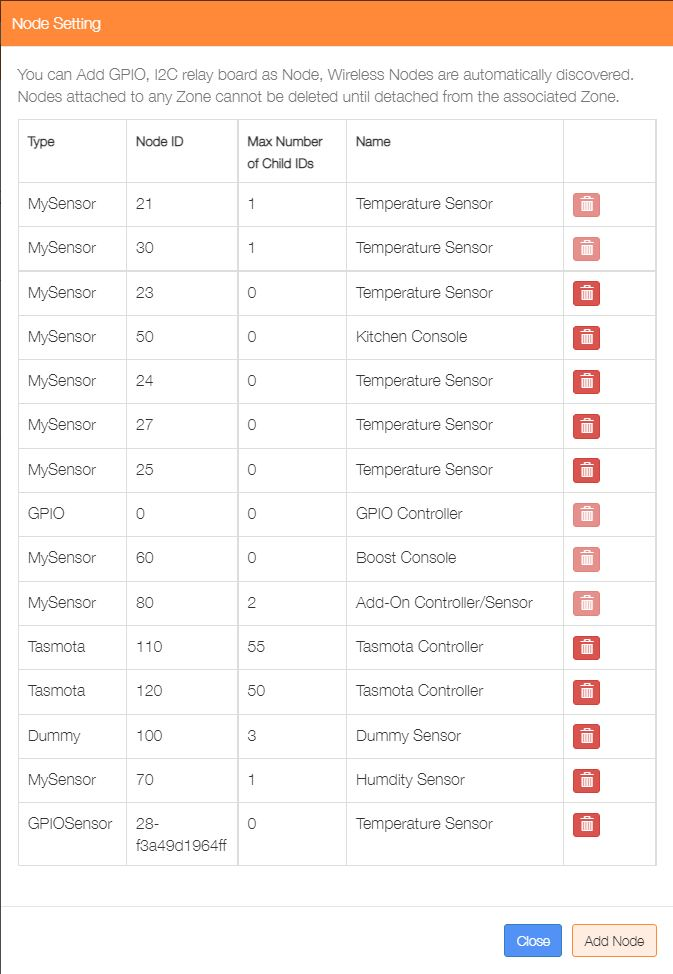 Node Setting
You can Add GPIO, I2C relay board as Node, Wireless Nodes are automatically discovered.
Nodes attached to any Zone cannot be deleted until detached from the associated Zone.
Type Node ID Max Number of Child IDs Name
MySensor 21 1 Temperature Sensor
MySensor 30 1 Temperature Sensor
MySensor 23 0 Temperature Sensor
MySensor 50 0 Kitchen Console
MySensor 24 0 Temperature Sensor
MySensor 27 0 Temperature Sensor
MySensor 25 0 Temperature Sensor
GPIO 0 0 GPIO Controller
MySensor 60 0 Boost Console
MySensor 80 2 Add-On Controller/Sensor
Tasmota 110 55 Tasmota Controller
Tasmota 120 50 Tasmota Controller
Dummy 100 3 Dummy Sensor
MySensor 70 1 Humdity Sensor
GPIOSensor 28-f3a49d1964ff 0 Temperature Sensor
Close Add Node